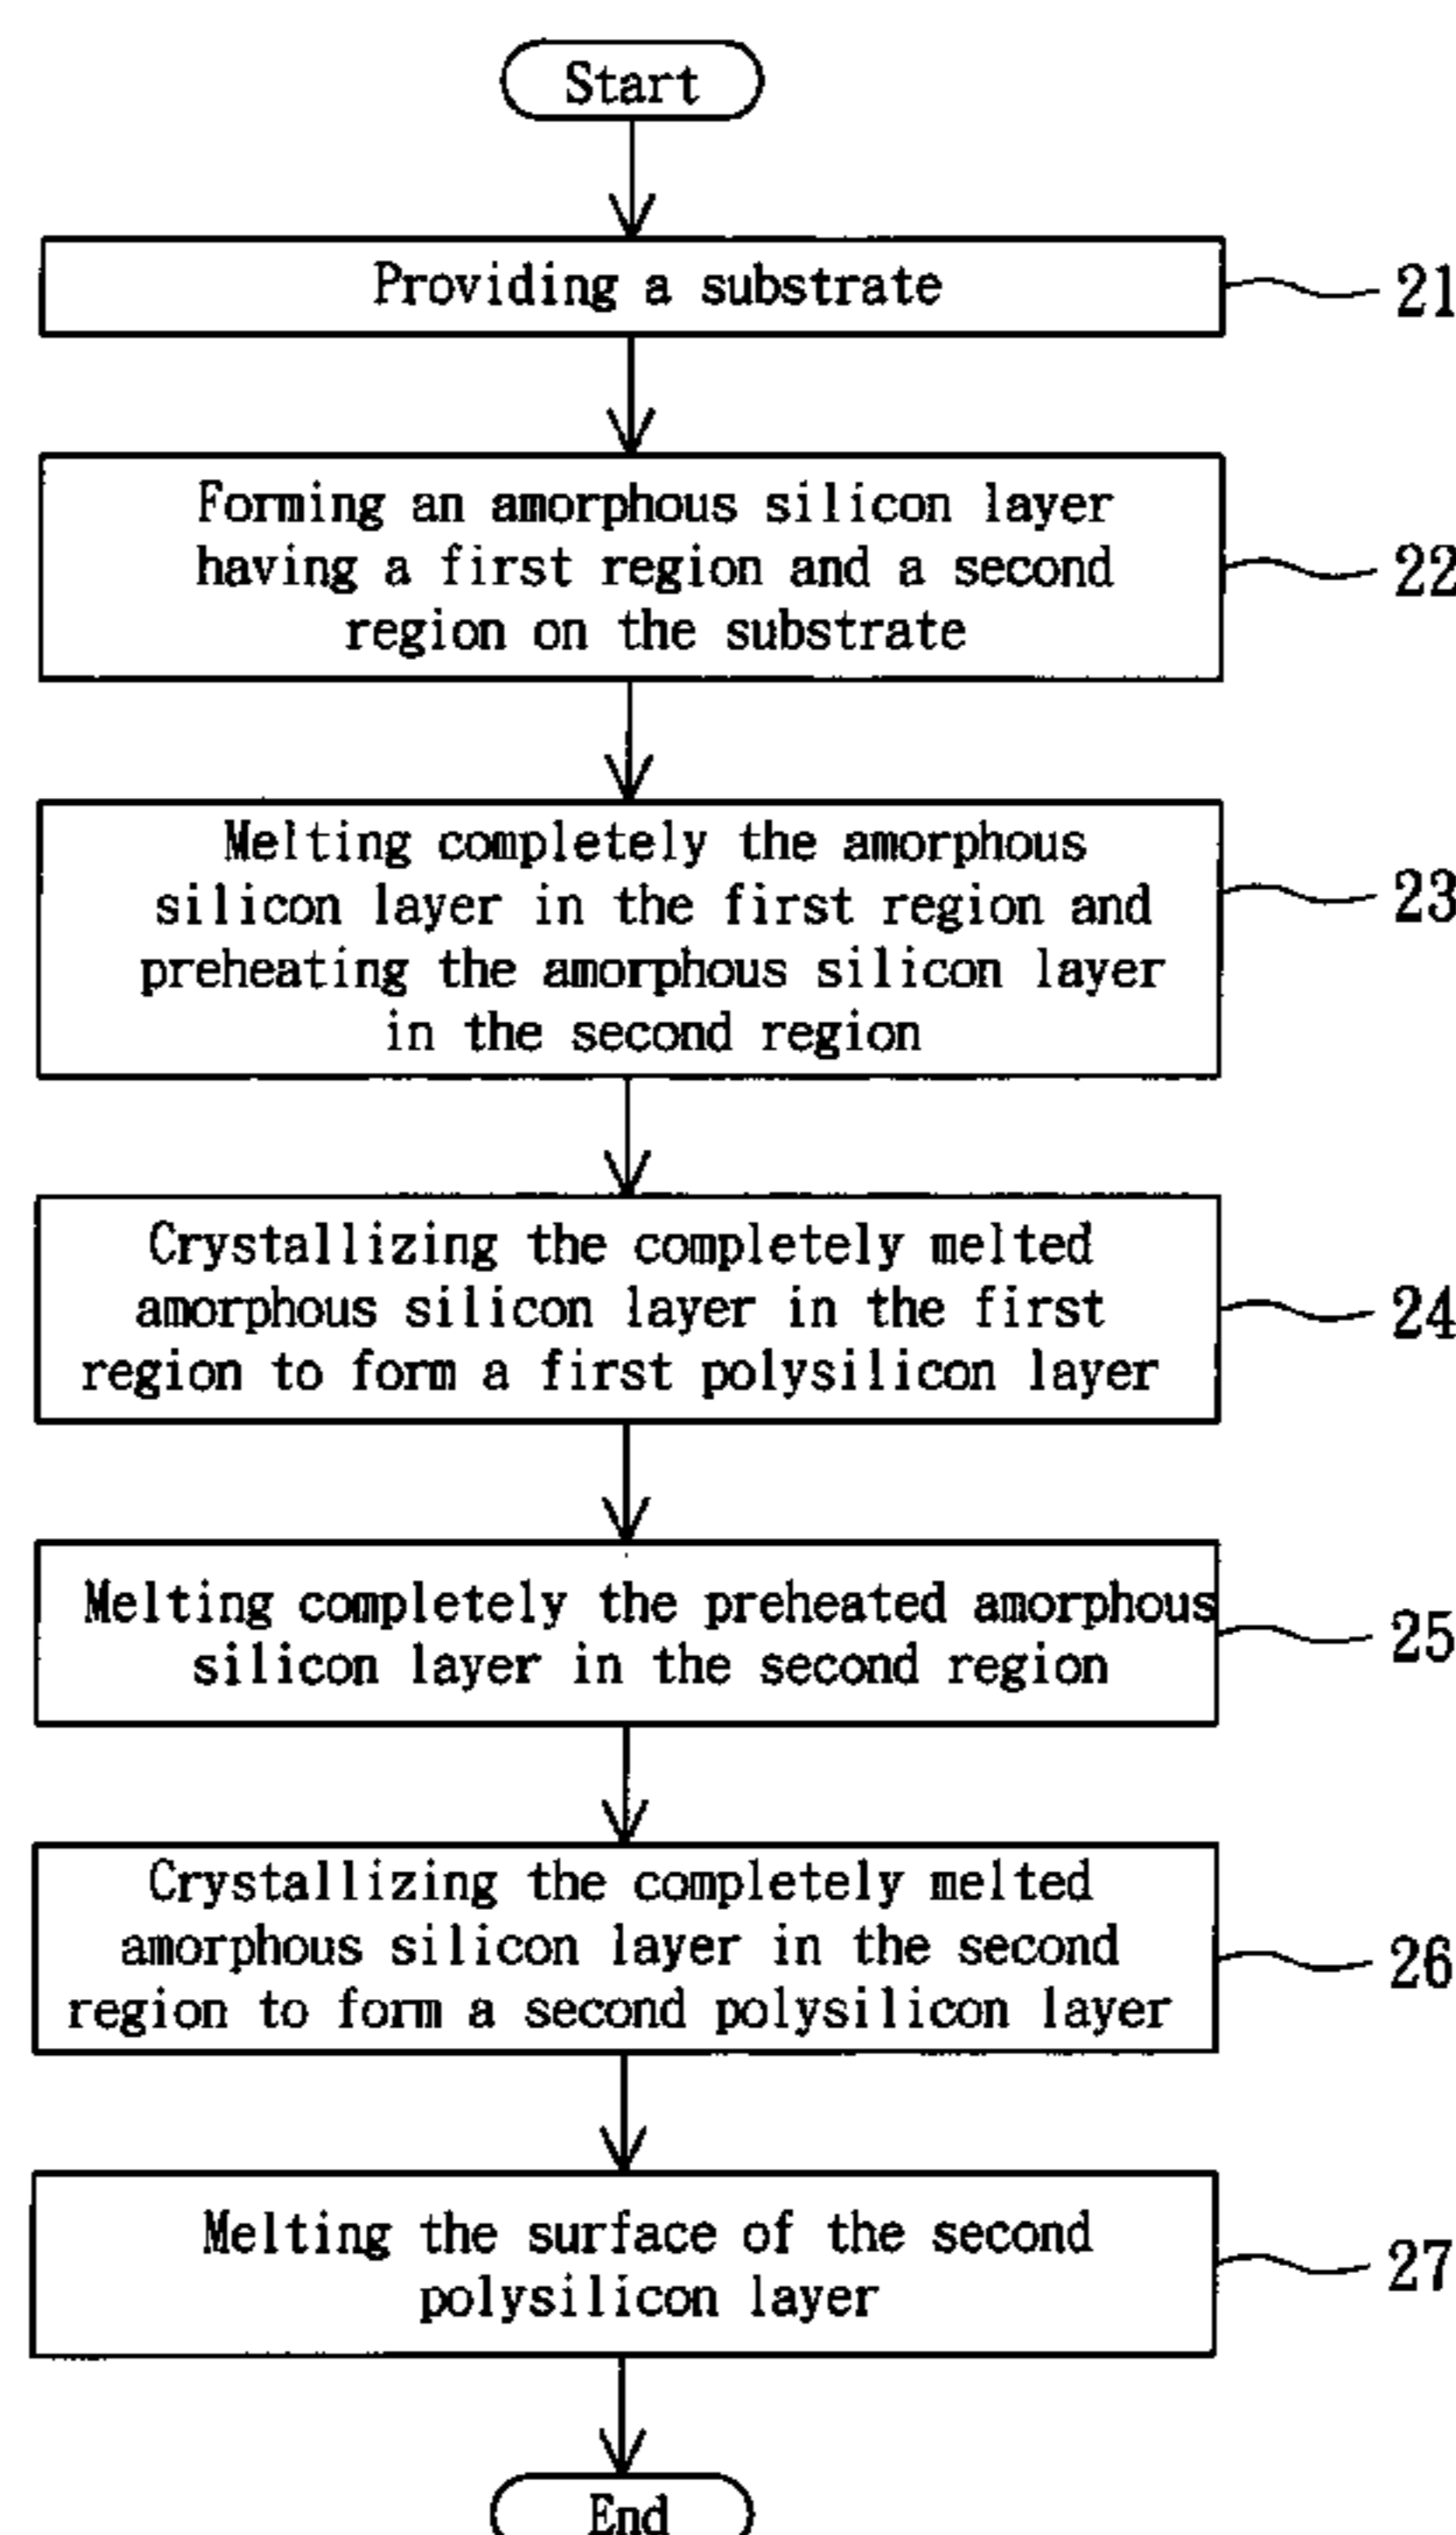 Start
Providing a substrate
21
Forming an amorphous silicon layer
having a first region and a second
region on the substrate
22
Melting completely the amorphous
silicon layer in the first region and
preheating the amorphous silicon layer
in the second region
23
Crystallizing the completely melted
amorphous silicon layer in the first
region to form a first polysilicon layer
24
Melting completely the preheated amorphous
silicon layer in the second region
25
Crystallizing the completely melted
amorphous silicon layer in the second
region to form a second polysilicon layer
26
Melting the surface of the second
polysilicon layer
27
End